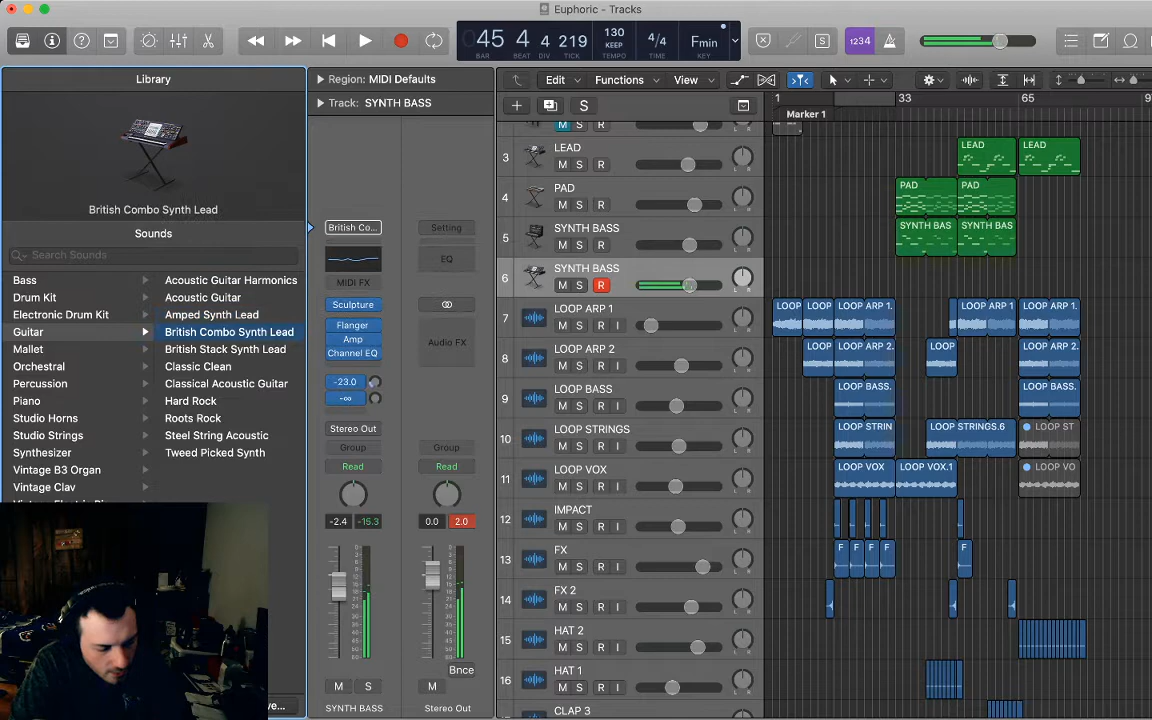 Euphoric - Tracks
45 4 4 219
BAR BEAT DIV TICK
130
KEEP
TEMPO
4/4
TIME
Fmin
KEY
1234
Library
British Combo Synth Lead
Sounds
Search Sounds
Bass
Drum Kit
Electronic Drum Kit
Guitar
Mallet
Orchestral
Percussion
Piano
Studio Horns
Studio Strings
Synthesizer
Vintage B3 Organ
Vintage Clav
Acoustic Guitar Harmonics
Acoustic Guitar
Amped Synth Lead
British Combo Synth Lead
British Stack Synth Lead
Classic Clean
Classical Acoustic Guitar
Hard Rock
Roots Rock
Steel String Acoustic
Tweed Picked Synth
Region: MIDI Defaults
Track: SYNTH BASS
British Co...
MIDI FX
Sculpture
Flanger
Amp
Channel EQ
-23.0
-∞
Stereo Out
Group
Read
-2.4 -15.3
M S
SYNTH BASS
Setting
EQ
Audio FX
Group
Read
0.0 2.0
Bnce
M
Stereo Out
Edit Functions View
S
1 33 65
Marker 1
M S R
3 LEAD
M S R
4 PAD
M S R
5 SYNTH BASS
M S R
6 SYNTH BASS
M S R
7 LOOP ARP 1
M S R I
8 LOOP ARP 2
M S R I
9 LOOP BASS
M S R I
10 LOOP STRINGS
M S R I
11 LOOP VOX
M S R I
12 IMPACT
M S R I
13 FX
M S R I
14 FX 2
M S R I
15 HAT 2
M S R I
16 HAT 1
M S R I
CLAP 3
LEAD LEAD
PAD PAD
SYNTH BAS SYNTH BAS
LOOP LOOP LOOP ARP 1. LOOP ARP 1 LOOP ARP 1.
LOOP LOOP ARP 2. LOOP LOOP ARP 2.
LOOP BASS. LOOP BASS.
LOOP STRIN LOOP STRINGS.6 LOOP ST
LOOP VOX LOOP VOX.1 LOOP VO
F F F F F